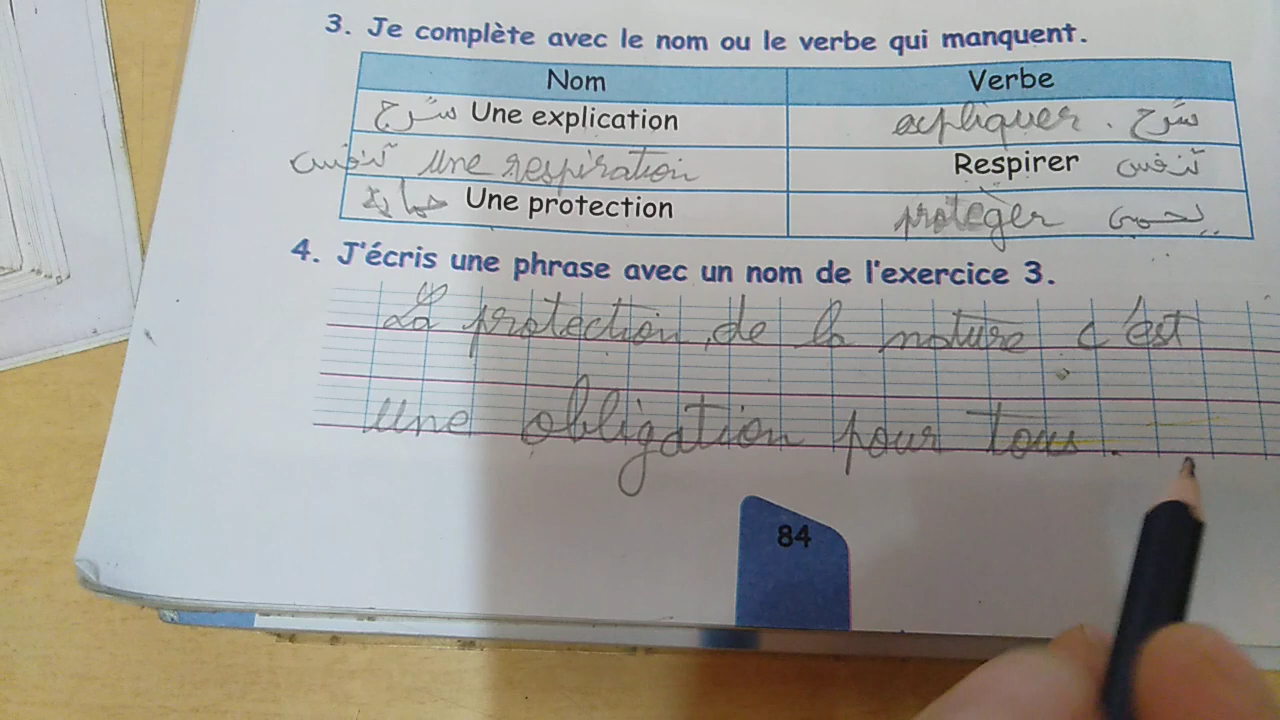 3. Je complète avec le nom ou le verbe qui manquent.
Nom Verbe
شرح Une explication expliquer . شرح
تنفس une respiration Respirer تنفس
حماية Une protection protéger يحمي
4. J'écris une phrase avec un nom de l'exercice 3.
La protection de la nature c'est
une obligation pour tous.
84